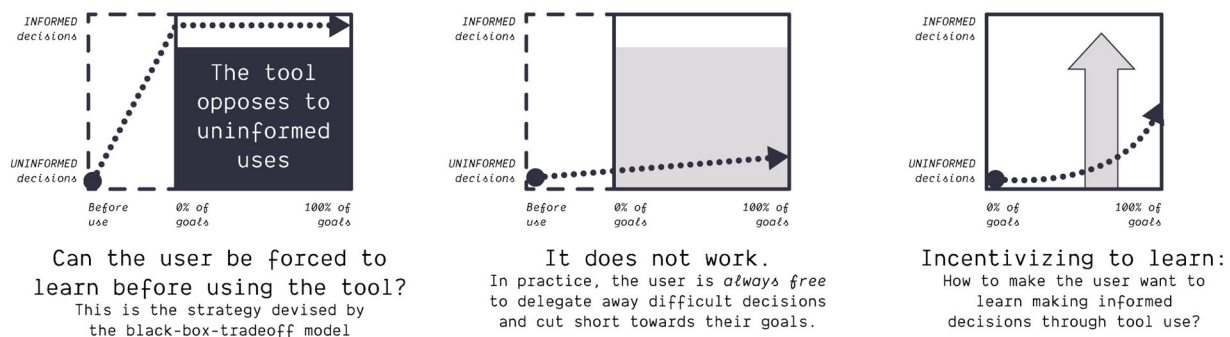 INFORMED
decisions
The tool
opposes to
uninformed
uses
UNINFORMED
decisions
Before
use
0% of
goals
100% of
goals
Can the user be forced to
learn before using the tool?
This is the strategy devised by
the black-box-tradeoff model
INFORMED
decisions
UNINFORMED
decisions
Before
use
0% of
goals
100% of
goals
It does not work.
In practice, the user is always free
to delegate away difficult decisions
and cut short towards their goals.
INFORMED
decisions
UNINFORMED
decisions
0% of
goals
100% of
goals
Incentivizing to learn:
How to make the user want to
learn making informed
decisions through tool use?